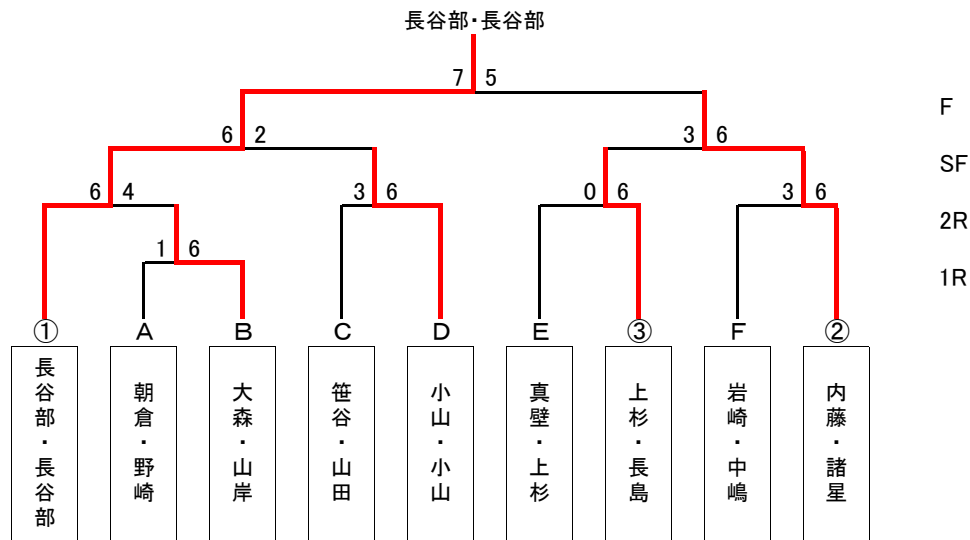 長谷部・長谷部
7 5
F
6 2
3 6
SF
6 4
3 6
0 6
3 6
2R
1 6
1R
① A B C D E ③ F ②
長谷部・長谷部
朝倉・野崎
大森・山岸
笹谷・山田
小山・小山
真壁・上杉
上杉・長島
岩崎・中嶋
内藤・諸星